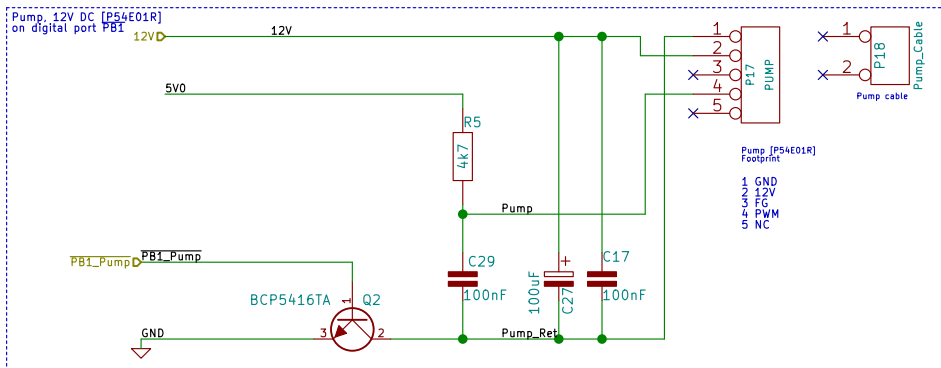 Pump, 12V DC [P54E01R]
on digital port PB1
12V
12V
5V0
R5
4k7
Pump
PB1_Pump
PB1_Pump
BCP5416TA
Q2
1
3
2
GND
C29
100nF
+
100uF
C27
C17
100nF
Pump_Ret
1
2
3
4
5
P17
PUMP
1
2
P18
Pump_Cable
Pump cable
Pump [P54E01R]
Footprint
1 GND
2 12V
3 FG
4 PWM
5 NC